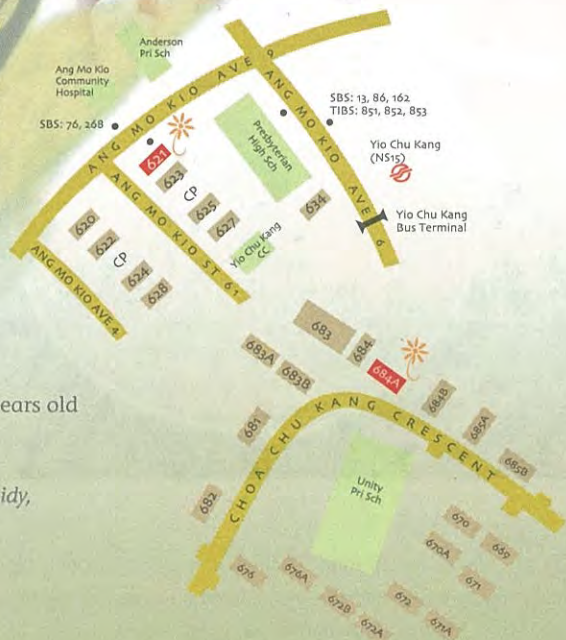 Anderson
Pri Sch
Ang Mo Kio
Community
Hospital
SBS: 76, 268
ANG MO KIO AVE 9
ANG MO KIO AVE 6
SBS: 13, 86, 162
TIBS: 851, 852, 853
Yio Chu Kang
(NS15)
Yio Chu Kang
Bus Terminal
Presbyterian
High Sch
621
623
CP
625
627
634
Yio Chu Kang
CC
ANG MO KIO ST 61
620
622
CP
624
628
ANG MO KIO AVE 4
683
684
684A
683A
683B
684B
685A
685B
681
682
CHOA CHU KANG CRESCENT
Unity
Pri Sch
670
669
670A
671
676
676A
672B
672A
672
671A
ears old
idy,